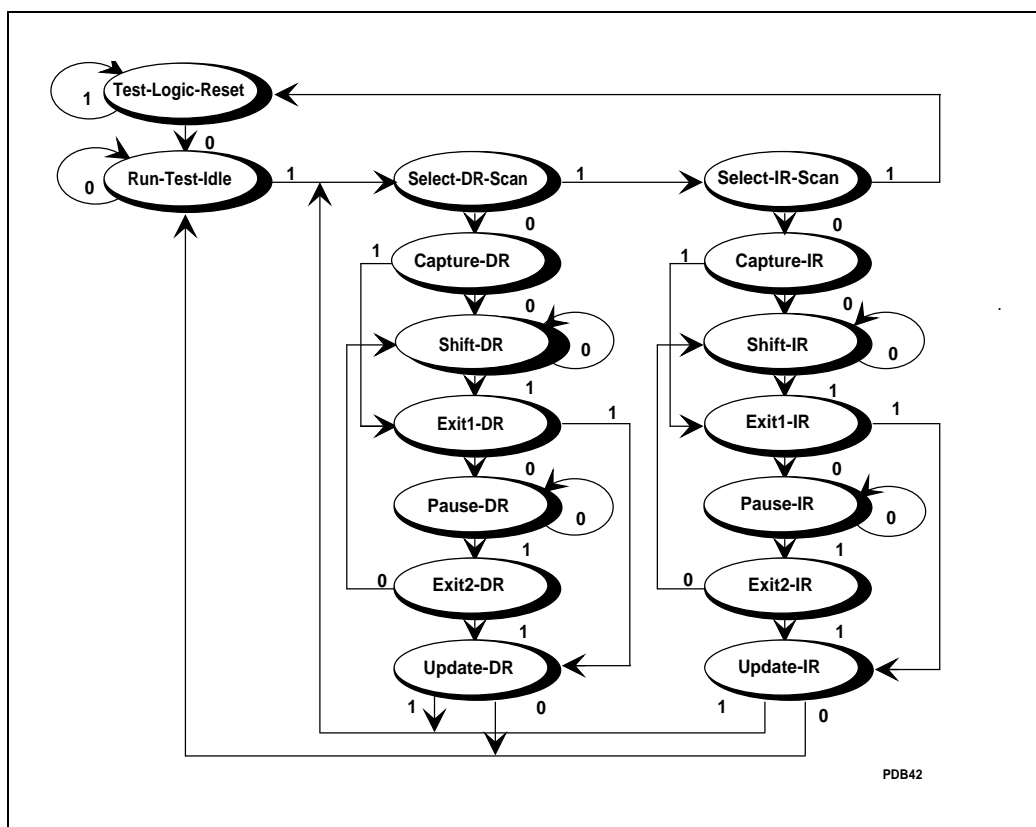 Test-Logic-Reset
1
0
Run-Test-Idle
0
1
Select-DR-Scan
1
Select-IR-Scan
1
0
0
1
Capture-DR
1
Capture-IR
0
0
Shift-DR
0
Shift-IR
0
1
1
Exit1-DR
1
Exit1-IR
1
0
0
Pause-DR
0
Pause-IR
0
1
1
0
Exit2-DR
0
Exit2-IR
1
1
Update-DR
Update-IR
1
0
1
0
PDB42